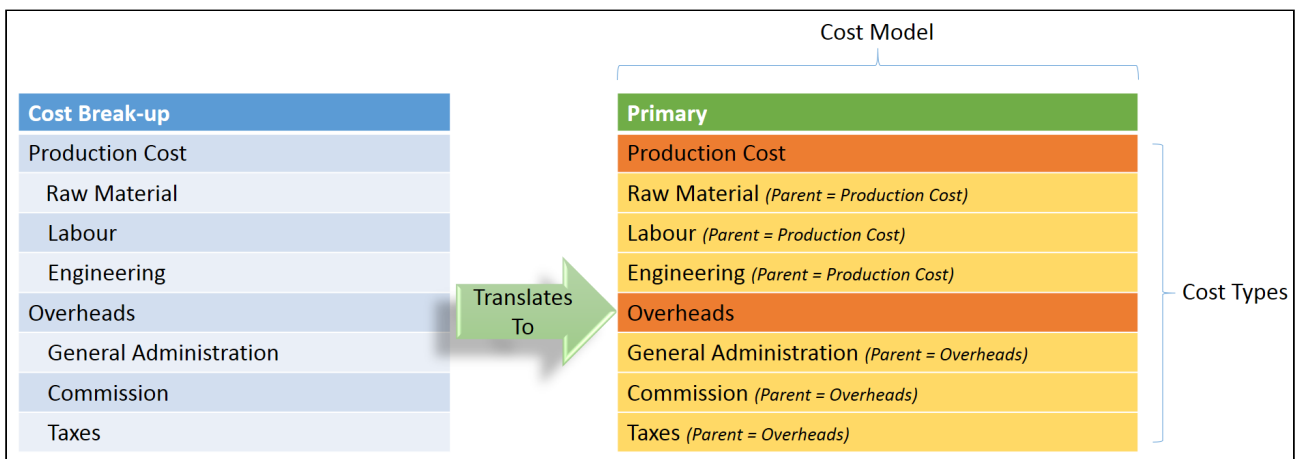 Cost Model
Cost Break-up
Production Cost
Raw Material
Labour
Engineering
Overheads
General Administration
Commission
Taxes
Translates
To
Primary
Production Cost
Raw Material (Parent = Production Cost)
Labour (Parent = Production Cost)
Engineering (Parent = Production Cost)
Overheads
General Administration (Parent = Overheads)
Commission (Parent = Overheads)
Taxes (Parent = Overheads)
Cost Types